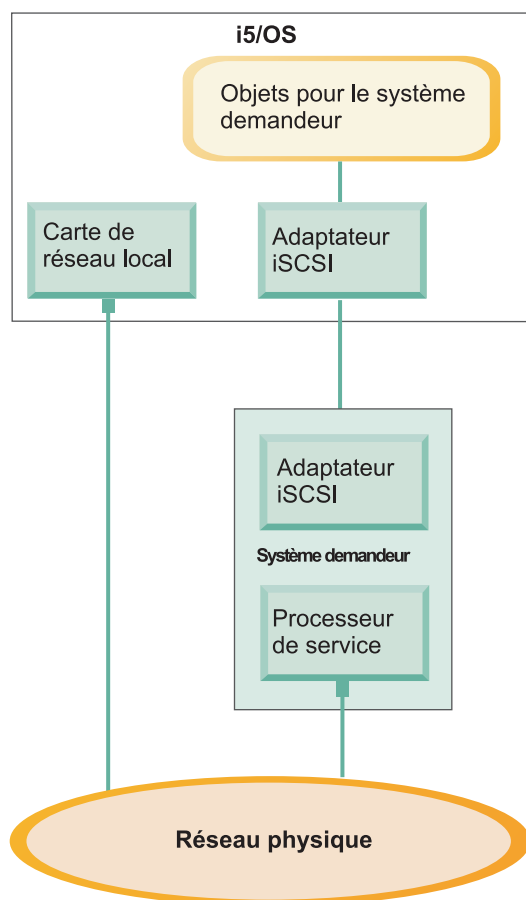 i5/OS
Objets pour le système
demandeur
Carte de
réseau local
Adaptateur
iSCSI
Adaptateur
iSCSI
Système demandeur
Processeur
de service
Réseau physique